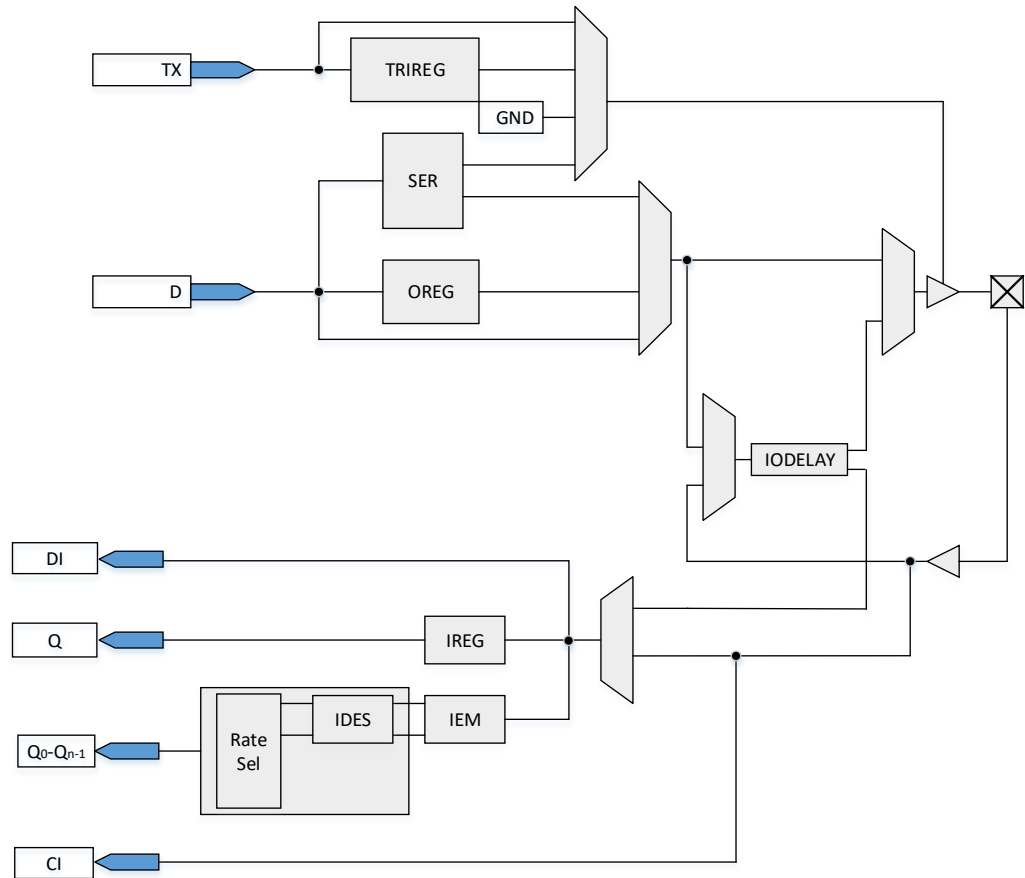 TX
TRIREG
GND
SER
D
OREG
IODELAY
DI
Q
IREG
IDES
IEM
Rate
Sel
Q0-Qn-1
CI